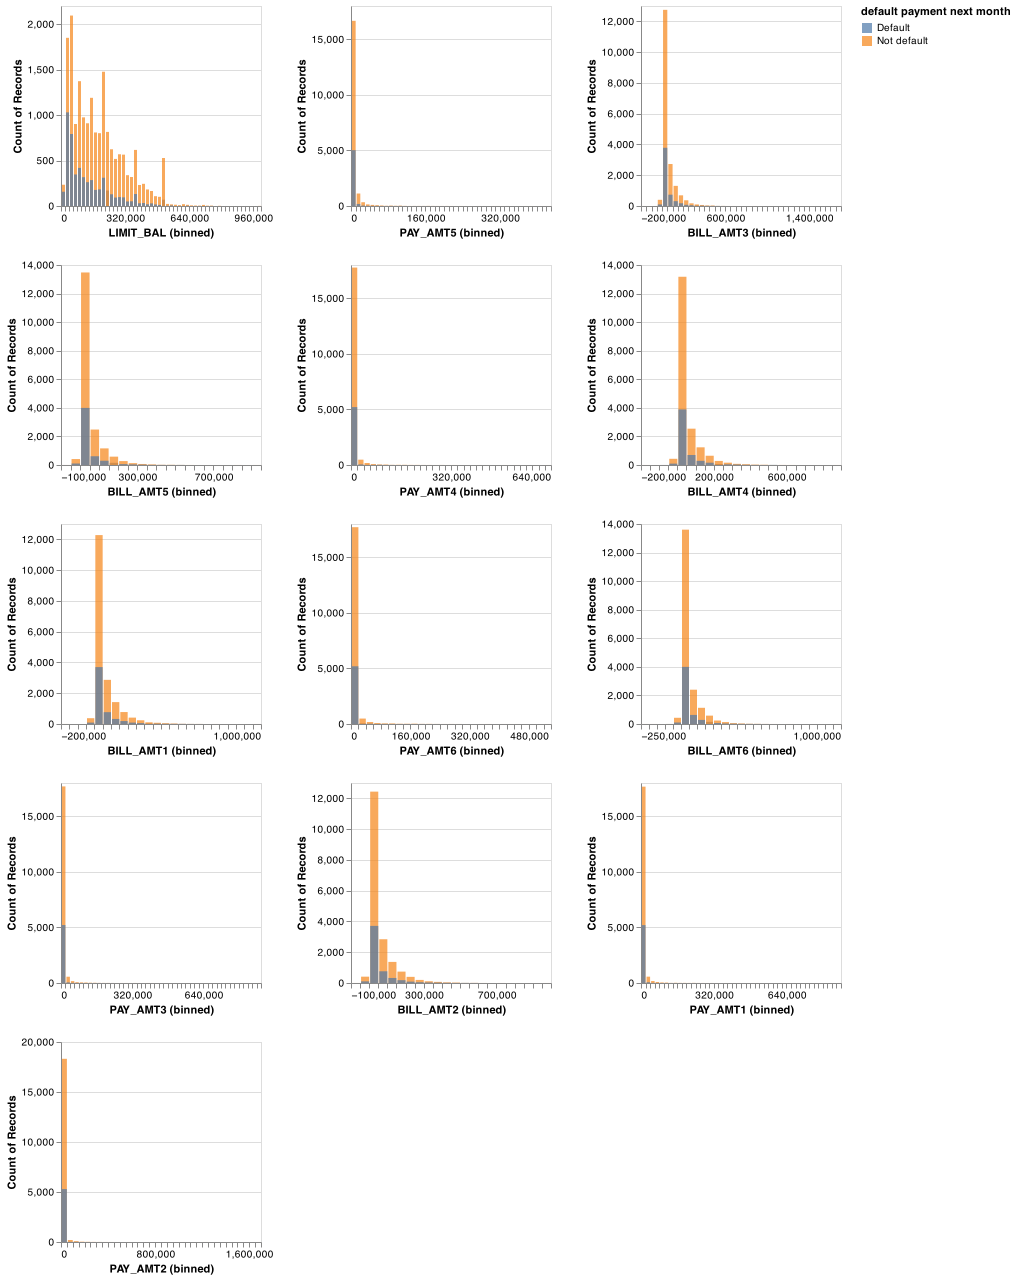 default payment next month
Default
Not default
2,000
1,500
1,000
500
0
Count of Records
0 320,000 640,000 960,000
LIMIT_BAL (binned)
15,000
10,000
5,000
0
Count of Records
0 160,000 320,000
PAY_AMT5 (binned)
12,000
10,000
8,000
6,000
4,000
2,000
0
Count of Records
−200,000 600,000 1,400,000
BILL_AMT3 (binned)
14,000
12,000
10,000
8,000
6,000
4,000
2,000
0
Count of Records
−100,000 300,000 700,000
BILL_AMT5 (binned)
15,000
10,000
5,000
0
Count of Records
0 320,000 640,000
PAY_AMT4 (binned)
14,000
12,000
10,000
8,000
6,000
4,000
2,000
0
Count of Records
−200,000 200,000 600,000
BILL_AMT4 (binned)
12,000
10,000
8,000
6,000
4,000
2,000
0
Count of Records
−200,000 1,000,000
BILL_AMT1 (binned)
15,000
10,000
5,000
0
Count of Records
0 160,000 320,000 480,000
PAY_AMT6 (binned)
14,000
12,000
10,000
8,000
6,000
4,000
2,000
0
Count of Records
−250,000 1,000,000
BILL_AMT6 (binned)
15,000
10,000
5,000
0
Count of Records
0 320,000 640,000
PAY_AMT3 (binned)
12,000
10,000
8,000
6,000
4,000
2,000
0
Count of Records
−100,000 300,000 700,000
BILL_AMT2 (binned)
15,000
10,000
5,000
0
Count of Records
0 320,000 640,000
PAY_AMT1 (binned)
20,000
15,000
10,000
5,000
0
Count of Records
0 800,000 1,600,000
PAY_AMT2 (binned)